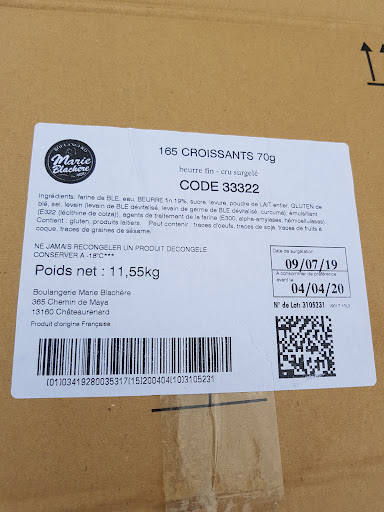 BOULANGERIE
Marie
Blachère
165 CROISSANTS 70g
beurre fin - cru surgelé
CODE 33322
Ingrédients: farine de BLE, eau, BEURRE fin 19%, sucre, levure, poudre de LAIT entier, GLUTEN de
blé, sel, levain (levain de BLE dévitalisé, levain de germe de BLE dévitalisé, curcuma), émulsifiant
(E322 (lécithine de colza)), agents de traitement de la farine (E300, alpha-amylases, hémicellulases).
Contient : gluten, produits laitiers. Peut contenir : traces d'oeufs, traces de soja, traces de fruits à
coque, traces de graines de sésame.
NE JAMAIS RECONGELER UN PRODUIT DECONGELE
CONSERVER A -18°C***
Poids net : 11,55kg
Boulangerie Marie Blachère
365 Chemin de Maya
13160 Châteaurenard
Produit d'origine Française
Date de surgélation
09/07/19
A consommer de préférence
avant le
04/04/20
N° de Lot: 3105231
(01)03419280035317(15)200404(10)3105231